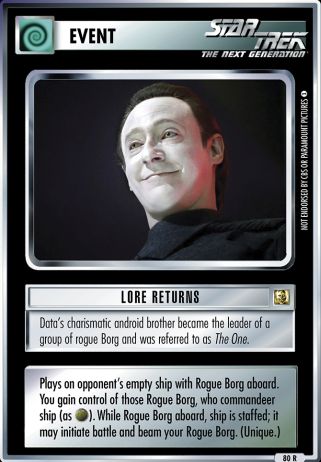 EVENT
STAR TREK
THE NEXT GENERATION
NOT ENDORSED BY CBS OR PARAMOUNT PICTURES
LORE RETURNS
Data's charismatic android brother became the leader of a
group of rogue Borg and was referred to as The One.
Plays on opponent's empty ship with Rogue Borg aboard.
You gain control of those Rogue Borg, who commandeer
ship (as ). While Rogue Borg aboard, ship is staffed; it
may initiate battle and beam your Rogue Borg. (Unique.)
80 R